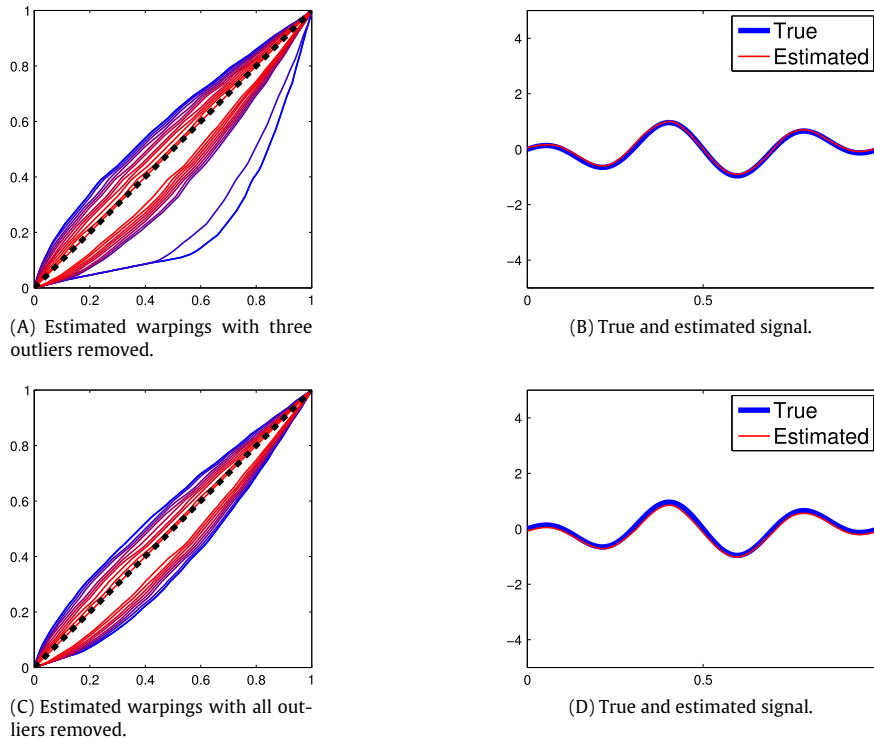 1
0.8
0.6
0.4
0.2
0
0 0.2 0.4 0.6 0.8 1
(A) Estimated warpings with three
outliers removed.
True
Estimated
4
2
0
−2
−4
0 0.5
(B) True and estimated signal.
1
0.8
0.6
0.4
0.2
0
0 0.2 0.4 0.6 0.8 1
(C) Estimated warpings with all out-
liers removed.
True
Estimated
4
2
0
−2
−4
0 0.5
(D) True and estimated signal.